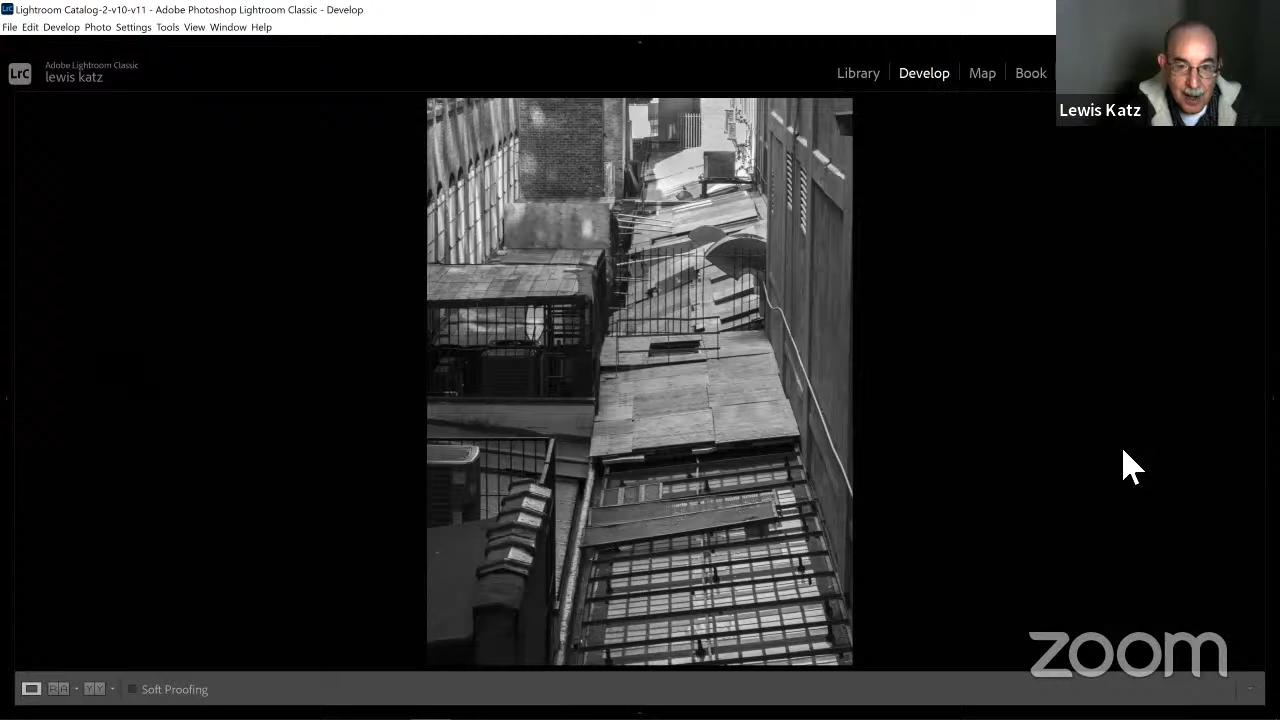 Lightroom Catalog-2-v10-v11 - Adobe Photoshop Lightroom Classic - Develop
File Edit Develop Photo Settings Tools View Window Help
LrC
Adobe Lightroom Classic
lewis katz
Library
Develop
Map
Book
Lewis Katz
zoom
Soft Proofing